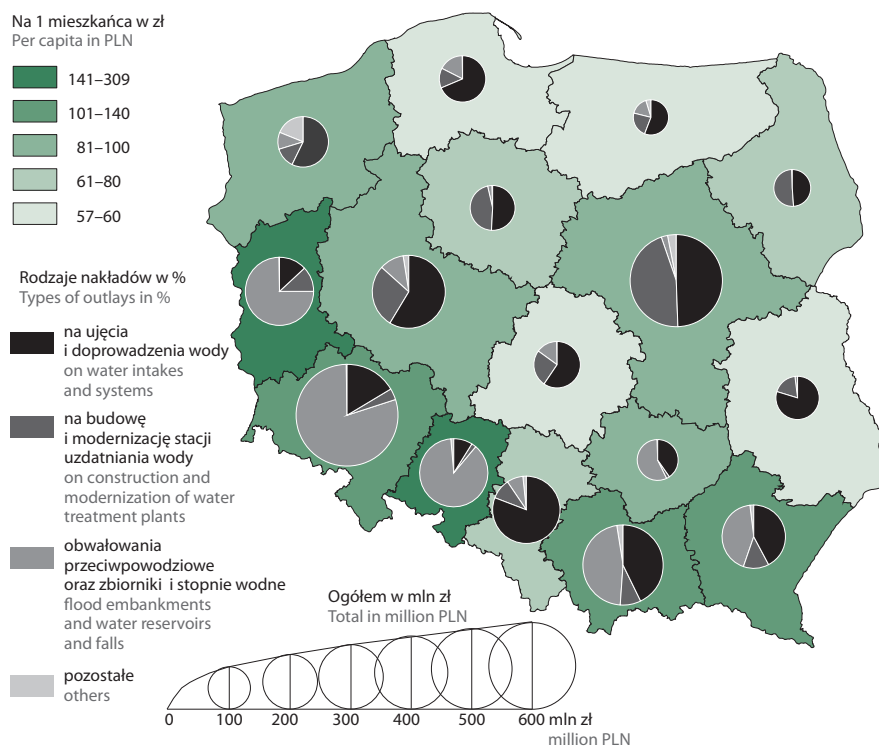 Na 1 mieszkańca w zł
Per capita in PLN
141–309
101–140
81–100
61–80
57–60
Rodzaje nakładów w %
Types of outlays in %
na ujęcia
i doprowadzenia wody
on water intakes
and systems
na budowę
i modernizację stacji
uzdatniania wody
on construction and
modernization of water
treatment plants
obwałowania
przeciwpowodziowe
oraz zbiorniki i stopnie wodne
flood embankments
and water reservoirs
and falls
pozostałe
others
Ogółem w mln zł
Total in million PLN
0 100 200 300 400 500 600 mln zł
million PLN